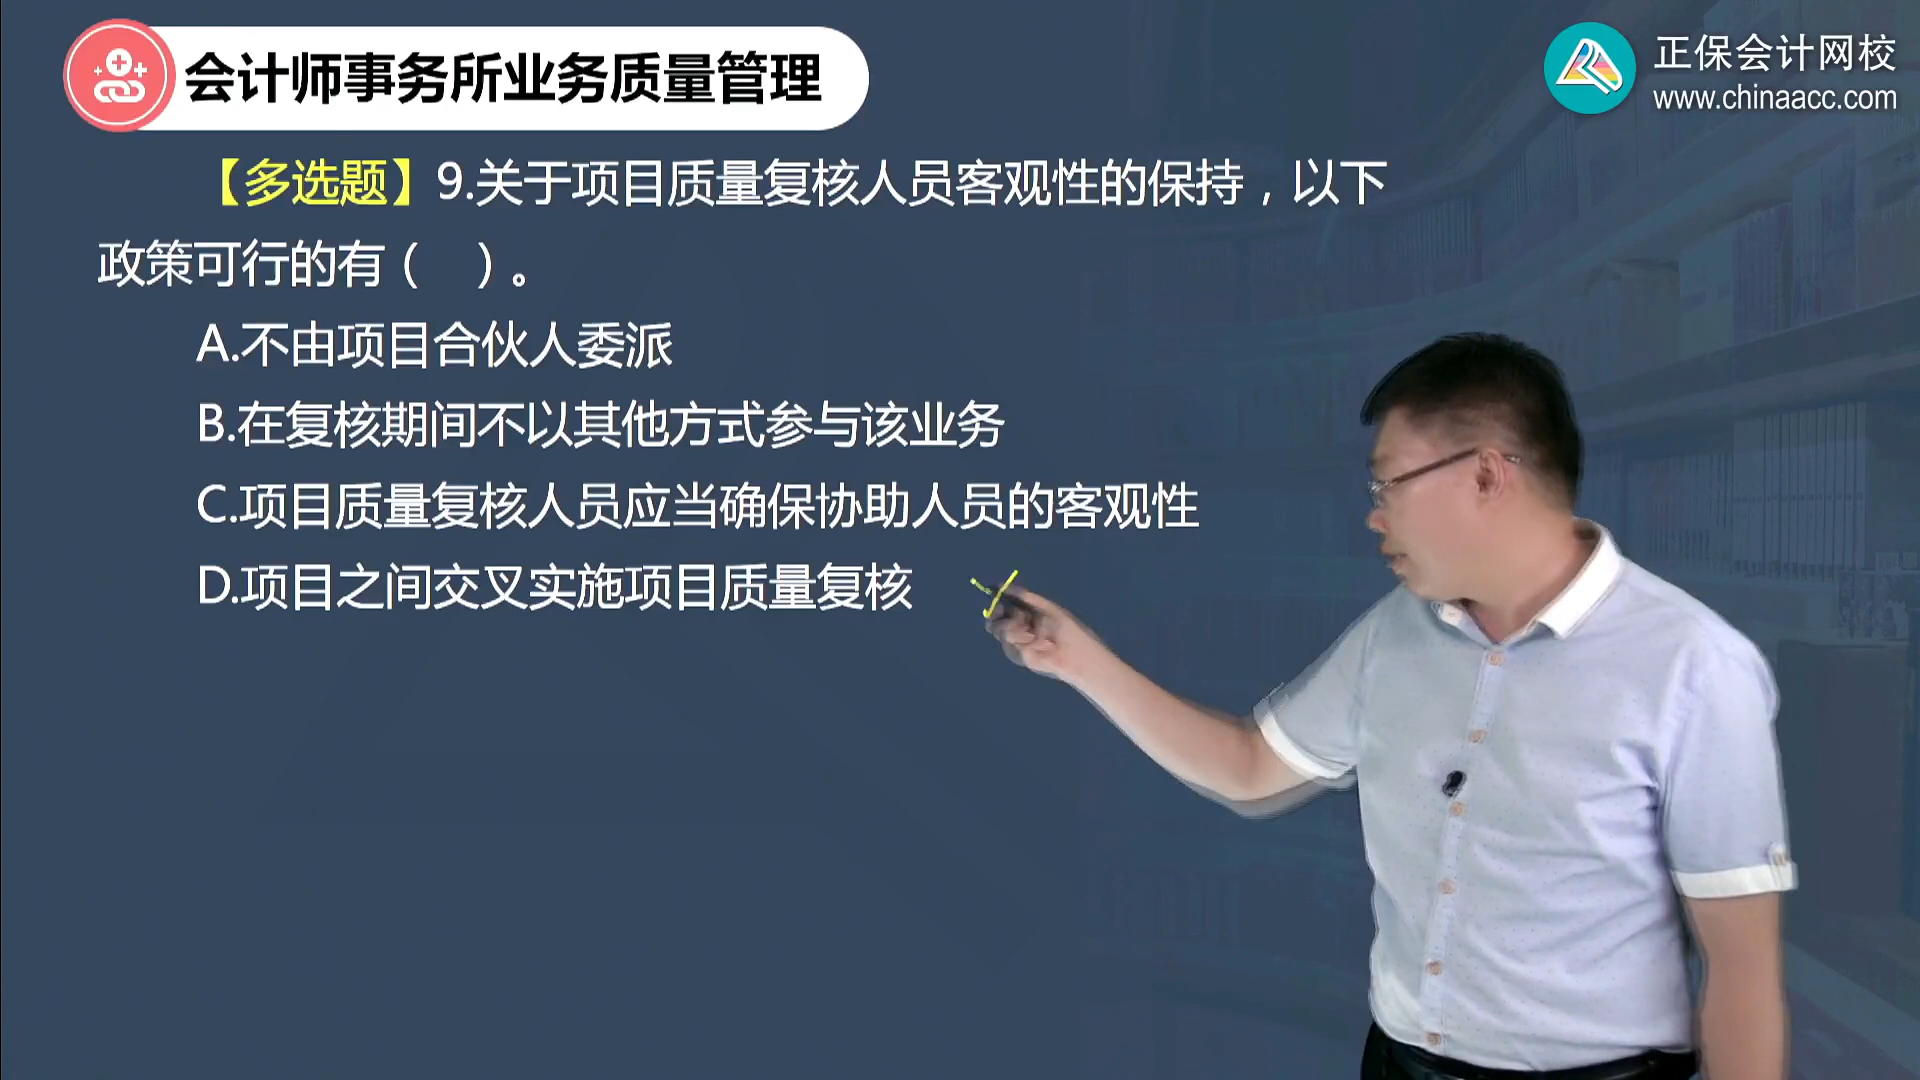 会计师事务所业务质量管理
正保会计网校
www.chinaacc.com
【多选题】9.关于项目质量复核人员客观性的保持，以下
政策可行的有（　）。
A.不由项目合伙人委派
B.在复核期间不以其他方式参与该业务
C.项目质量复核人员应当确保协助人员的客观性
D.项目之间交叉实施项目质量复核